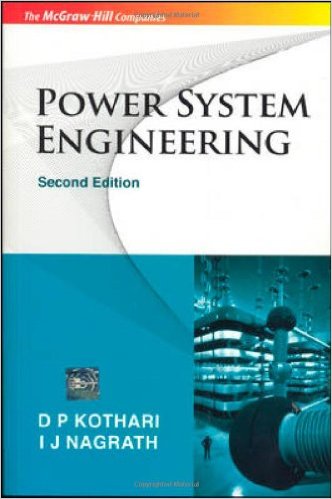 The McGraw·Hill Companies
POWER SYSTEM
ENGINEERING
Second Edition
D P KOTHARI
I J NAGRATH